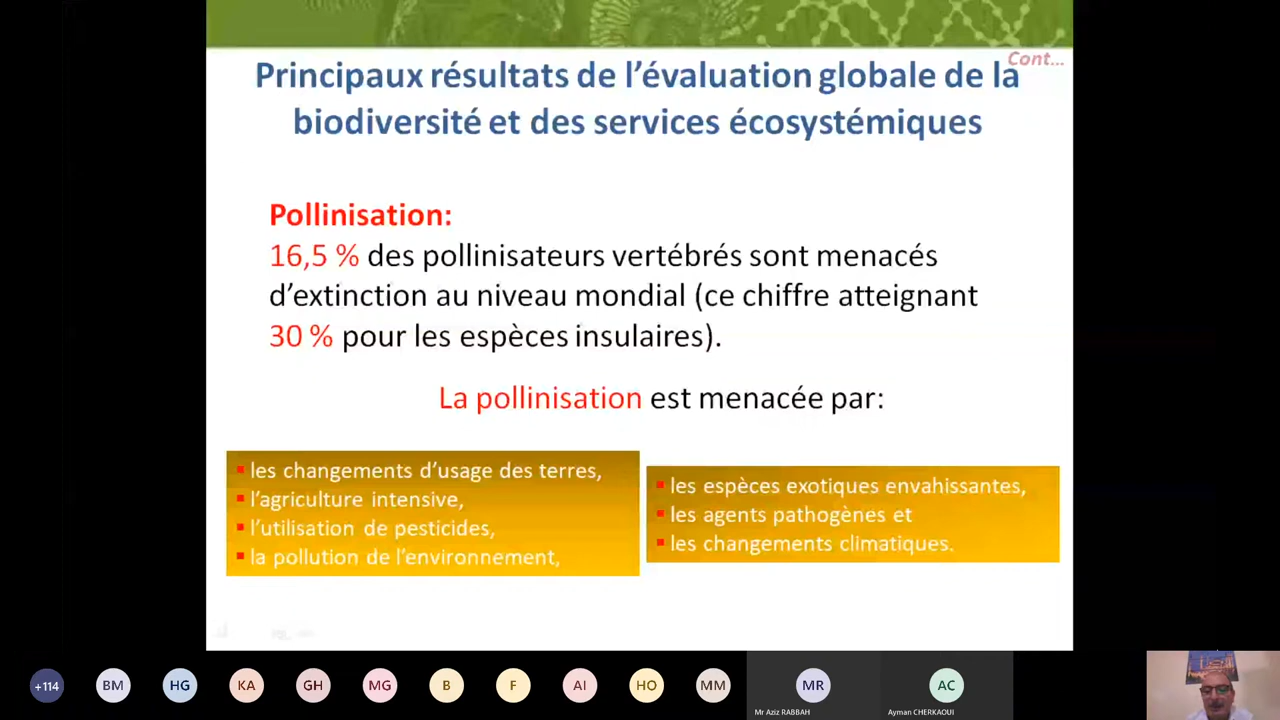 Cont...
Principaux résultats de l’évaluation globale de la
biodiversité et des services écosystémiques
Pollinisation:
16,5 % des pollinisateurs vertébrés sont menacés
d’extinction au niveau mondial (ce chiffre atteignant
30 % pour les espèces insulaires).
La pollinisation est menacée par:
les changements d’usage des terres,
l’agriculture intensive,
l’utilisation de pesticides,
la pollution de l’environnement,
les espèces exotiques envahissantes,
les agents pathogènes et
les changements climatiques.
+114
BM
HG
KA
GH
MG
B
F
AI
HO
MM
MR
AC
Mr Aziz RABBAH
Ayman CHERKAOUI